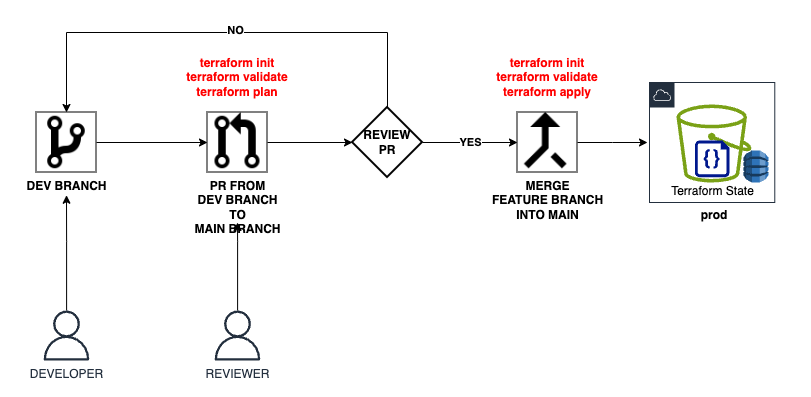 NO
terraform init
terraform validate
terraform plan
terraform init
terraform validate
terraform apply
REVIEW
PR
YES
{}
Terraform State
DEV BRANCH
PR FROM
DEV BRANCH
TO
MAIN BRANCH
MERGE
FEATURE BRANCH
INTO MAIN
prod
DEVELOPER
REVIEWER